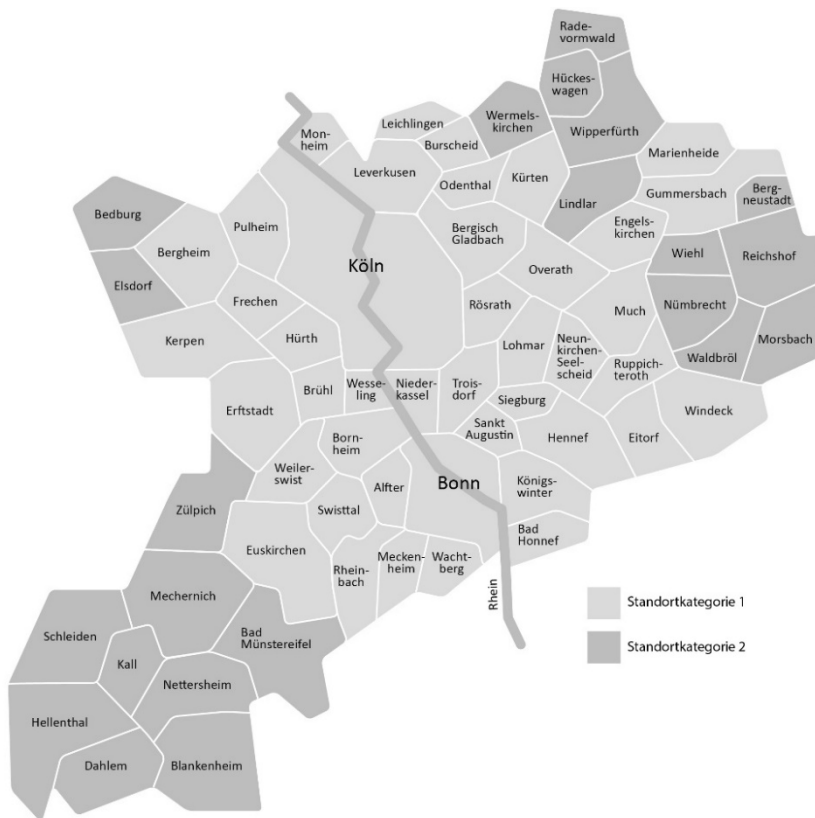 Rade-
vormwald
Hückes-
wagen
Wermels-
kirchen
Wipperfürth
Leichlingen
Mon-
heim
Burscheid
Marienheide
Leverkusen
Odenthal
Kürten
Gummersbach
Berg-
neustadt
Lindlar
Bedburg
Pulheim
Bergisch
Gladbach
Engels-
kirchen
Bergheim
Wiehl
Reichshof
Köln
Overath
Elsdorf
Frechen
Rösrath
Much
Nümbrecht
Kerpen
Hürth
Lohmar
Neun-
kirchen-
Seel-
scheid
Morsbach
Ruppich-
teroth
Waldbröl
Brühl
Wesse-
ling
Nieder-
kassel
Trois-
dorf
Siegburg
Erftstadt
Windeck
Sankt
Augustin
Born-
heim
Hennef
Eitorf
Weiler-
swist
Alfter
Bonn
Königs-
winter
Zülpich
Swisttal
Bad
Honnef
Euskirchen
Rhein-
bach
Mecken-
heim
Wacht-
berg
Rhein
Mechernich
Standortkategorie 1
Schleiden
Bad
Münstereifel
Standortkategorie 2
Kall
Nettersheim
Hellenthal
Dahlem
Blankenheim